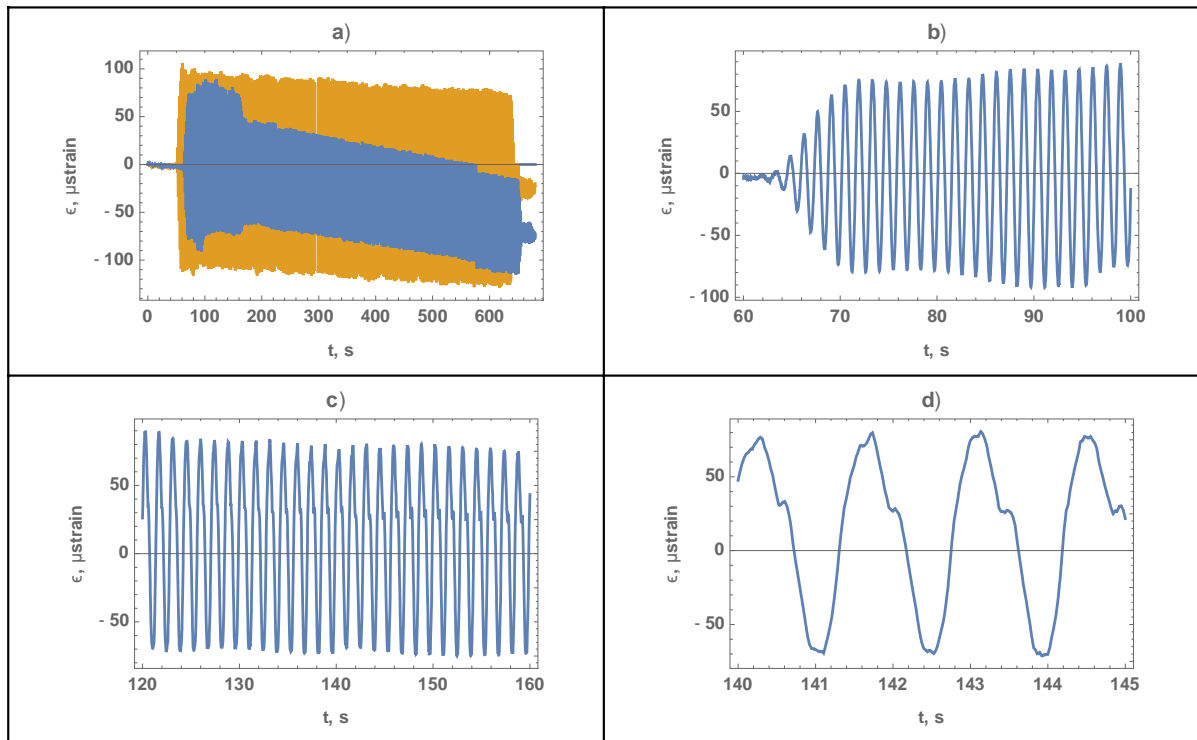 a)
100
50
0
- 50
- 100
ϵ, μstrain
0 100 200 300 400 500 600
t, s
b)
50
0
- 50
- 100
ϵ, μstrain
60 70 80 90 100
t, s
c)
50
0
- 50
ϵ, μstrain
120 130 140 150 160
t, s
d)
50
0
- 50
ϵ, μstrain
140 141 142 143 144 145
t, s